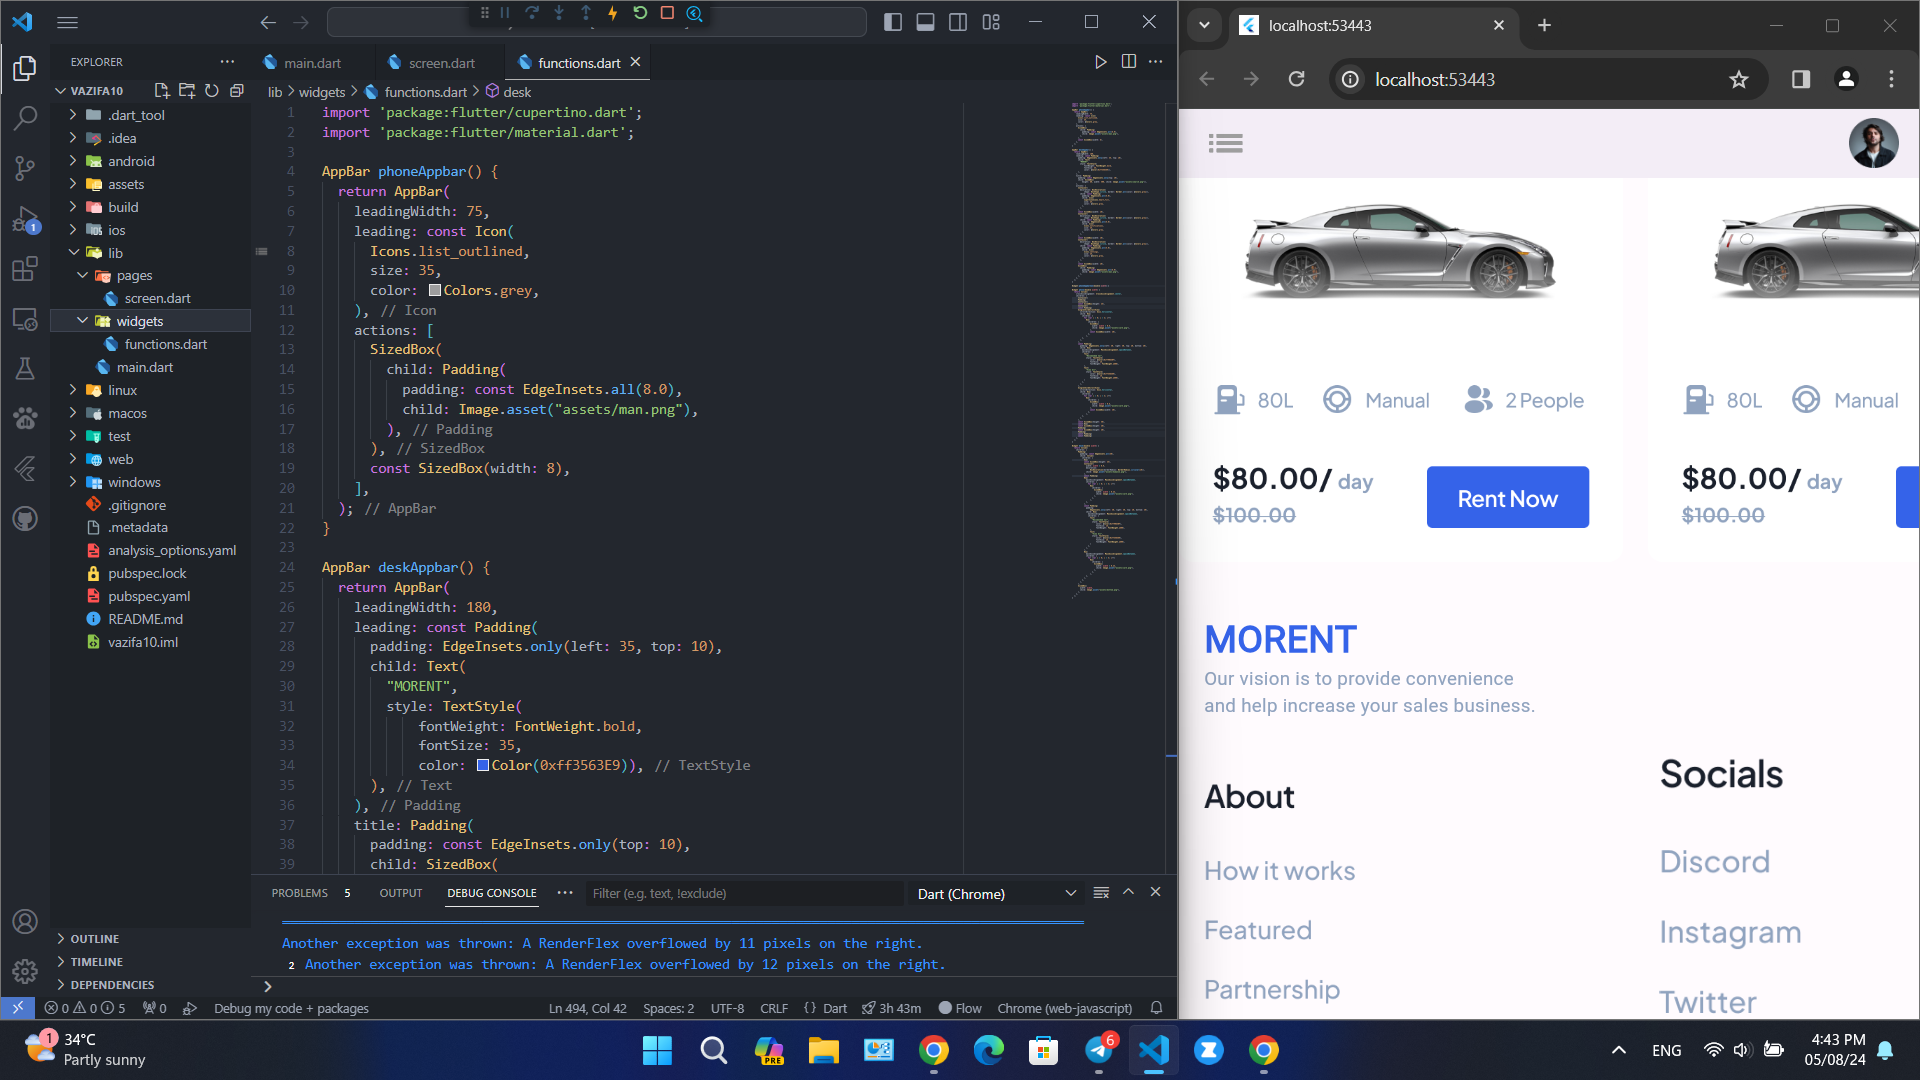 EXPLORER
VAZIFA10
.dart_tool
.idea
android
assets
build
ios
lib
pages
screen.dart
widgets
functions.dart
main.dart
linux
macos
test
web
windows
.gitignore
.metadata
analysis_options.yaml
pubspec.lock
pubspec.yaml
README.md
vazifa10.iml
OUTLINE
TIMELINE
DEPENDENCIES
1
main.dart
screen.dart
functions.dart
lib > widgets > functions.dart > desk
1 import 'package:flutter/cupertino.dart';
2 import 'package:flutter/material.dart';
3
4 AppBar phoneAppbar() {
5 return AppBar(
6 leadingWidth: 75,
7 leading: const Icon(
8 Icons.list_outlined,
9 size: 35,
10 color: Colors.grey,
11 ), // Icon
12 actions: [
13 SizedBox(
14 child: Padding(
15 padding: const EdgeInsets.all(8.0),
16 child: Image.asset("assets/man.png"),
17 ), // Padding
18 ), // SizedBox
19 const SizedBox(width: 8),
20 ],
21 ); // AppBar
22 }
23
24 AppBar deskAppbar() {
25 return AppBar(
26 leadingWidth: 180,
27 leading: const Padding(
28 padding: EdgeInsets.only(left: 35, top: 10),
29 child: Text(
30 "MORENT",
31 style: TextStyle(
32 fontWeight: FontWeight.bold,
33 fontSize: 35,
34 color: Color(0xff3563E9)), // TextStyle
35 ), // Text
36 ), // Padding
37 title: Padding(
38 padding: const EdgeInsets.only(top: 10),
39 child: SizedBox(
PROBLEMS 5 OUTPUT DEBUG CONSOLE Filter (e.g. text, !exclude) Dart (Chrome)
Another exception was thrown: A RenderFlex overflowed by 11 pixels on the right.
2 Another exception was thrown: A RenderFlex overflowed by 12 pixels on the right.
0 0 5 0 Debug my code + packages Ln 494, Col 42 Spaces: 2 UTF-8 CRLF {} Dart 3h 43m Flow Chrome (web-javascript)
localhost:53443
localhost:53443
80L Manual 2 People 80L Manual
$80.00/ day $80.00/ day
Rent Now
$100.00 $100.00
MORENT
Our vision is to provide convenience
and help increase your sales business.
About
How it works
Featured
Partnership
Socials
Discord
Instagram
Twitter
1
34°C
Partly sunny
PRE
6
ENG
4:43 PM
05/08/24